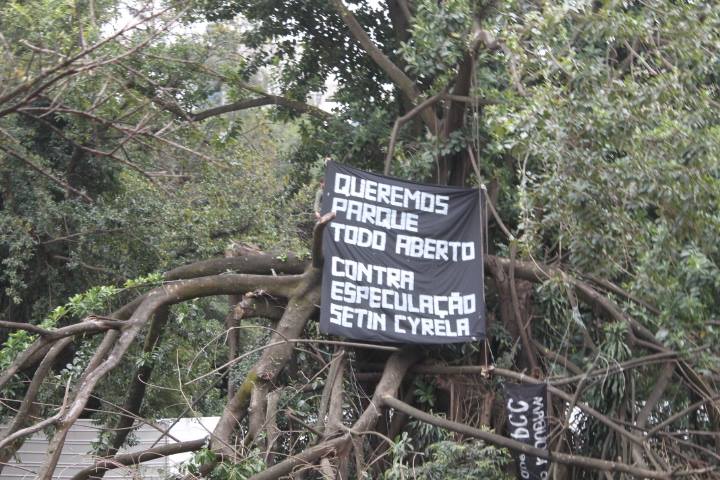 QUEREMOS
PARQUE
TODO ABERTO
CONTRA
ESPECULAÇÃO
SETIN CYRELA